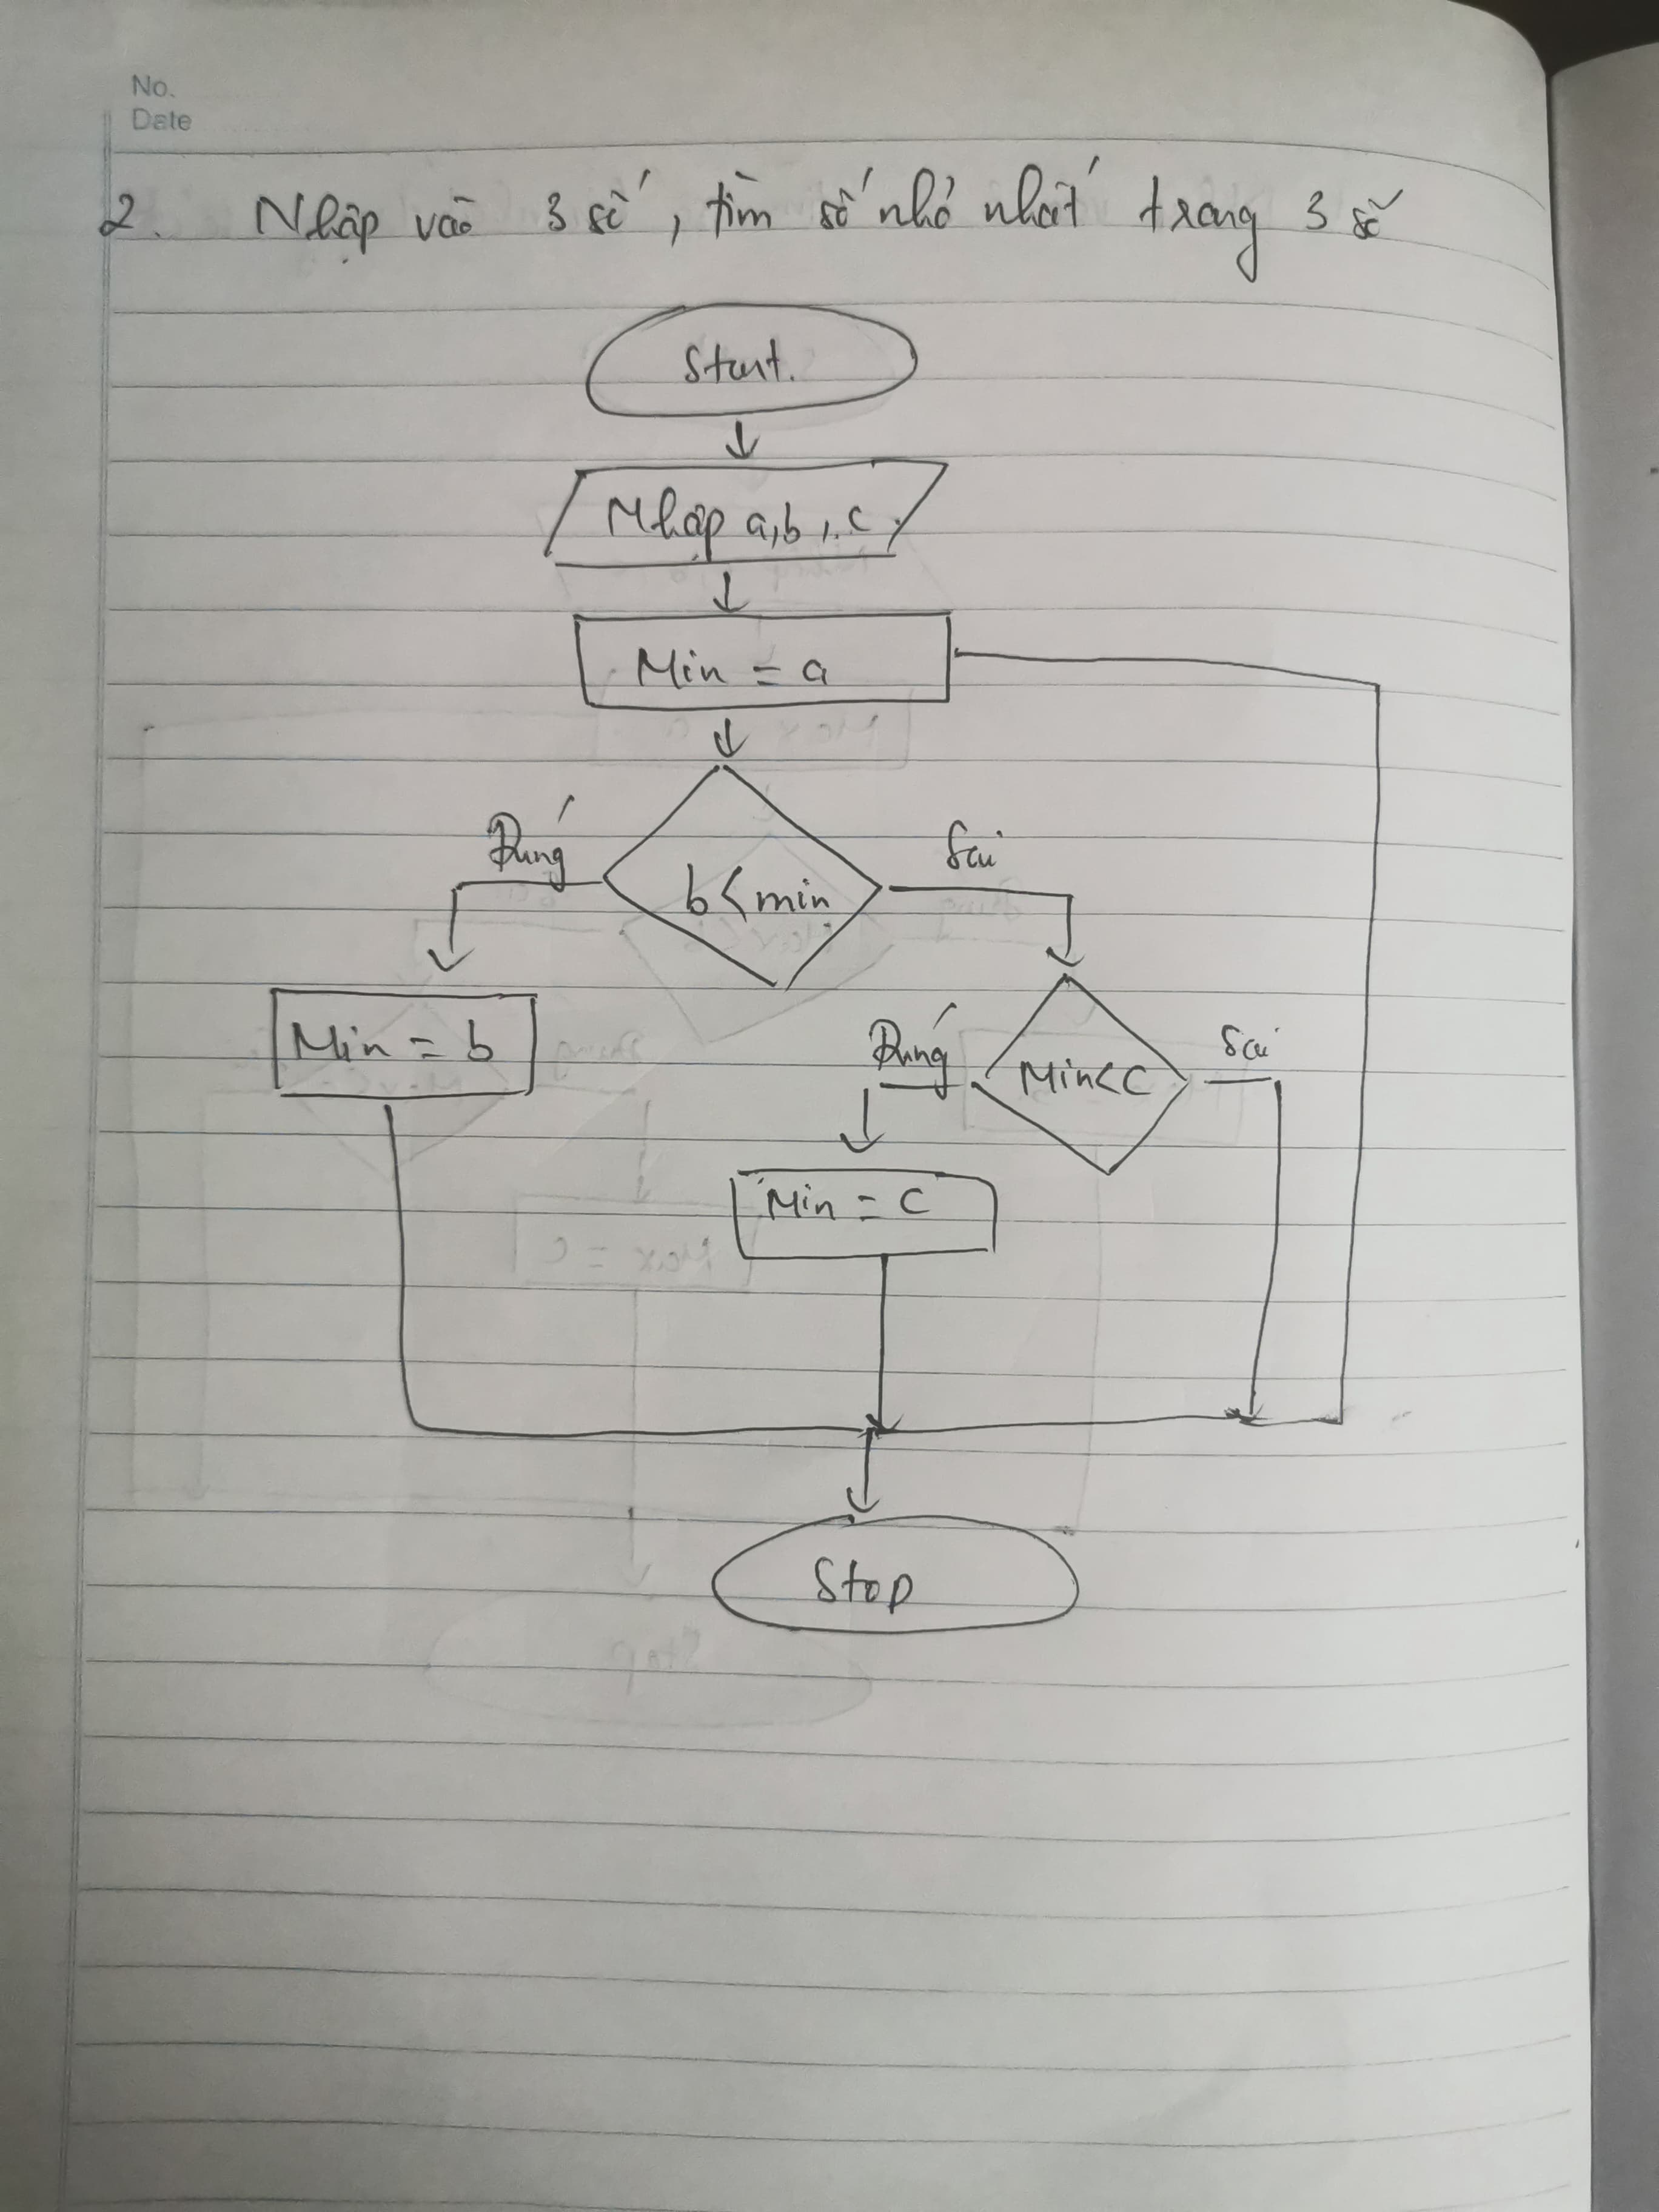 No.
Date
2. Nhập vào 3 số, tìm số nhỏ nhất trong 3 số
Start.
Nhập a, b, c.
Min = a
Đúng
Sai
b < min
Min = b
Đúng
Min < C
Sai
Min = C
Stop